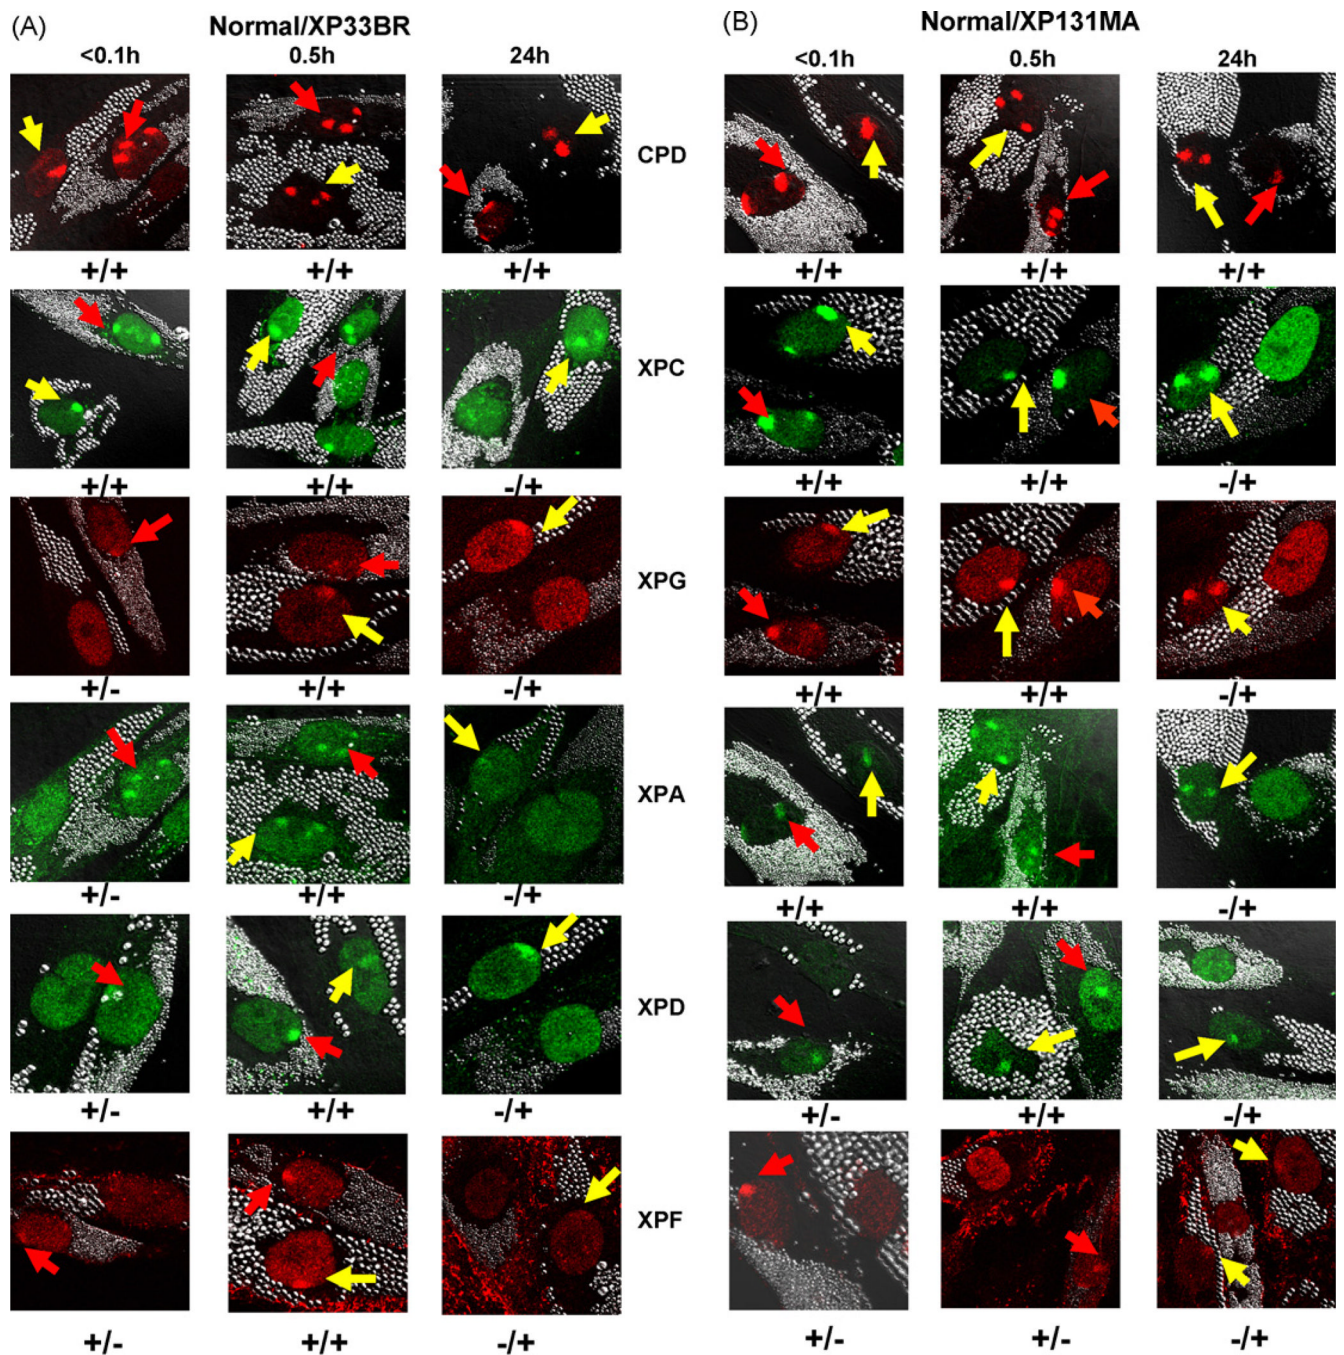 (A) Normal/XP33BR (B) Normal/XP131MA
<0.1h 0.5h 24h <0.1h 0.5h 24h
CPD
+/+ +/+ +/+ +/+ +/+ +/+
XPC
+/+ +/+ -/+ +/+ +/+ -/+
XPG
+/- +/+ -/+ +/+ +/+ -/+
XPA
+/- +/+ -/+ +/+ +/+ -/+
XPD
+/- +/+ -/+ +/- +/+ -/+
XPF
+/- +/+ -/+ +/- +/- -/+